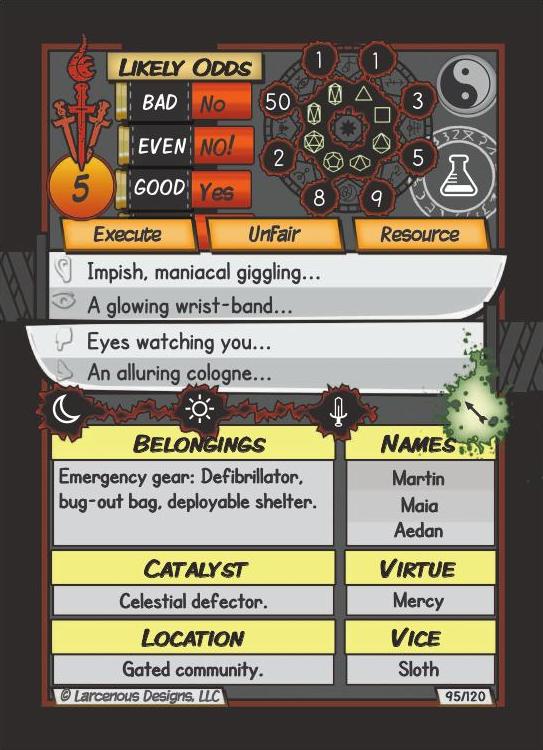 Likely Odds
BAD No
EVEN NO!
GOOD Yes
5
1 1
50 3
2 5
8 9
Execute UnFair Resource
Impish, maniacal giggling...
A glowing wrist-band...
Eyes watching you...
An alluring cologne...
Belongings Names
Emergency gear: Defibrillator,
bug-out bag, deployable shelter.
Martin
Maia
Aedan
Catalyst Virtue
Celestial defector. Mercy
Location Vice
Gated community. Sloth
© Larcenous Designs, LLC 95/120